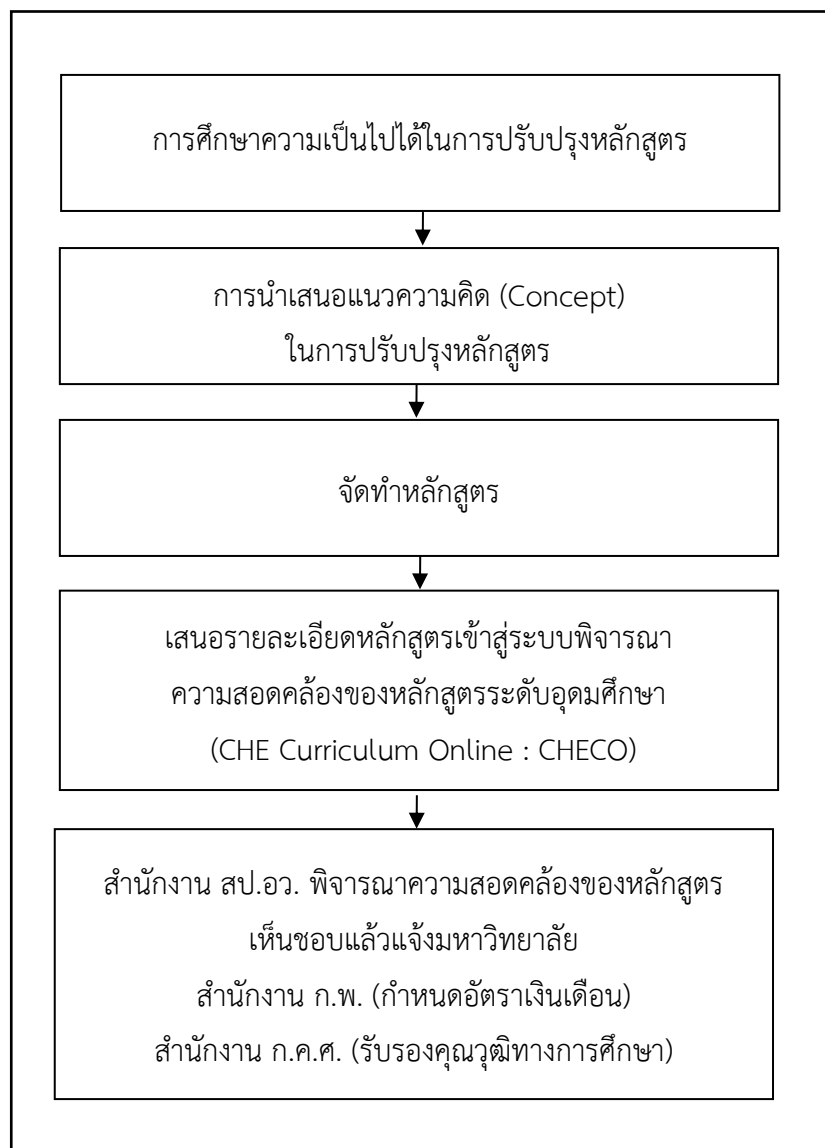 การศึกษาความเป็นไปได้ในการปรับปรุงหลักสูตร
การนำเสนอแนวความคิด (Concept)
ในการปรับปรุงหลักสูตร
จัดทำหลักสูตร
เสนอรายละเอียดหลักสูตรเข้าสู่ระบบพิจารณา
ความสอดคล้องของหลักสูตรระดับอุดมศึกษา
(CHE Curriculum Online : CHECO)
สำนักงาน สป.อว. พิจารณาความสอดคล้องของหลักสูตร
เห็นชอบแล้วแจ้งมหาวิทยาลัย
สำนักงาน ก.พ. (กำหนดอัตราเงินเดือน)
สำนักงาน ก.ค.ศ. (รับรองคุณวุฒิทางการศึกษา)